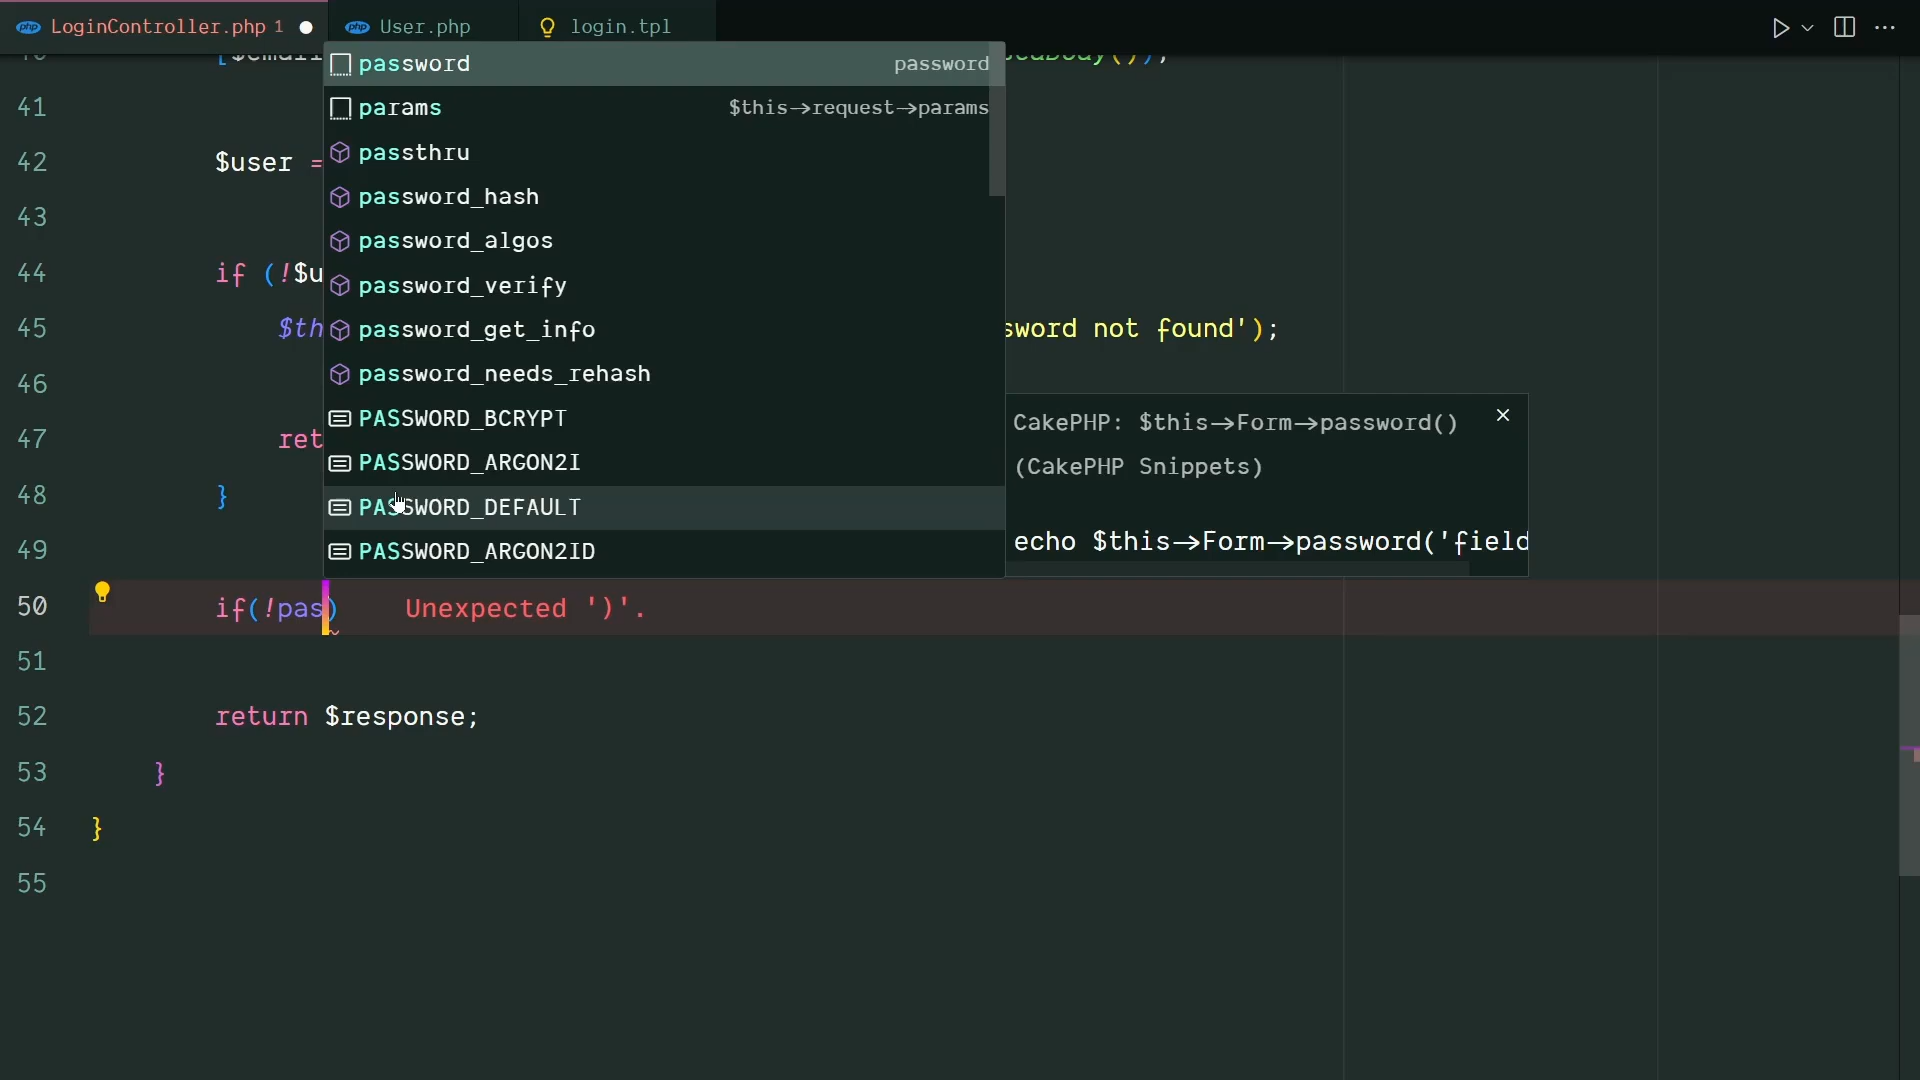 LoginController.php 1 User.php login.tpl
41
42 $user =
43
44 if (!$u
45 $th sword not found');
46
47 ret
48 }
49
50 if(!pas) Unexpected ')'.
51
52 return $response;
53 }
54 }
55
password password
params $this→request→params
passthru
password_hash
password_algos
password_verify
password_get_info
password_needs_rehash
PASSWORD_BCRYPT
PASSWORD_ARGON2I
PASSWORD_DEFAULT
PASSWORD_ARGON2ID
CakePHP: $this→Form→password()
(CakePHP Snippets)
echo $this→Form→password('field